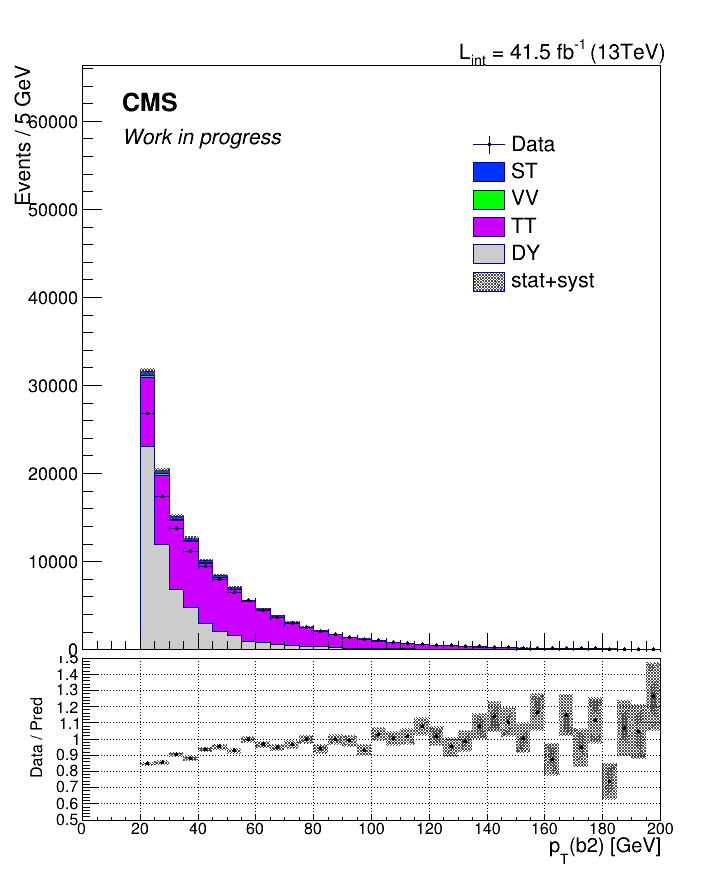 L_int = 41.5 fb^-1 (13TeV)
Events / 5 GeV
CMS
Work in progress
Data
ST
VV
TT
DY
stat+syst
60000
50000
40000
30000
20000
10000
0
Data / Pred
1.5
1.4
1.3
1.2
1.1
1
0.9
0.8
0.7
0.6
0.5
0 20 40 60 80 100 120 140 160 180 200
p_T(b2) [GeV]